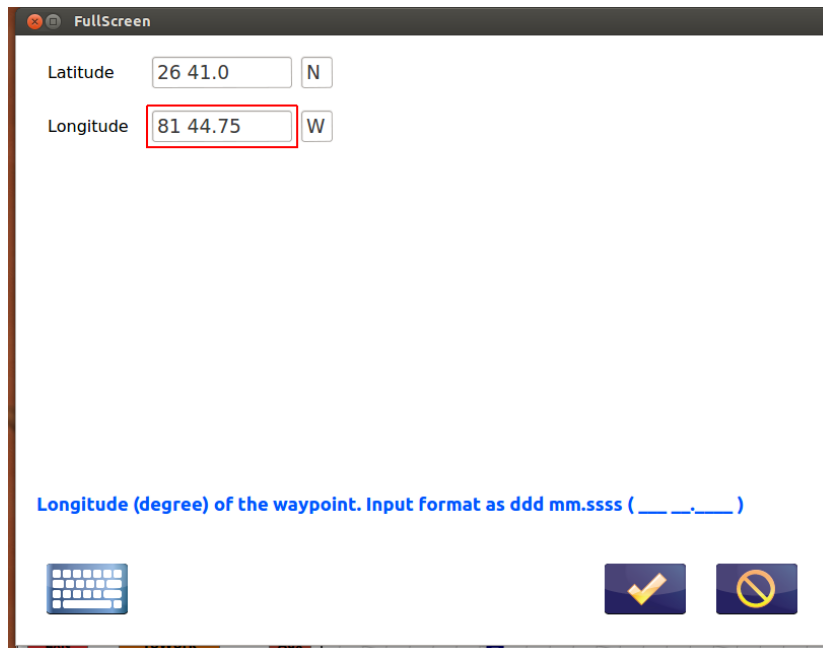 FullScreen
Latitude 26 41.0 N
Longitude 81 44.75 W
Longitude (degree) of the waypoint. Input format as ddd mm.ssss ( ___ __.____ )